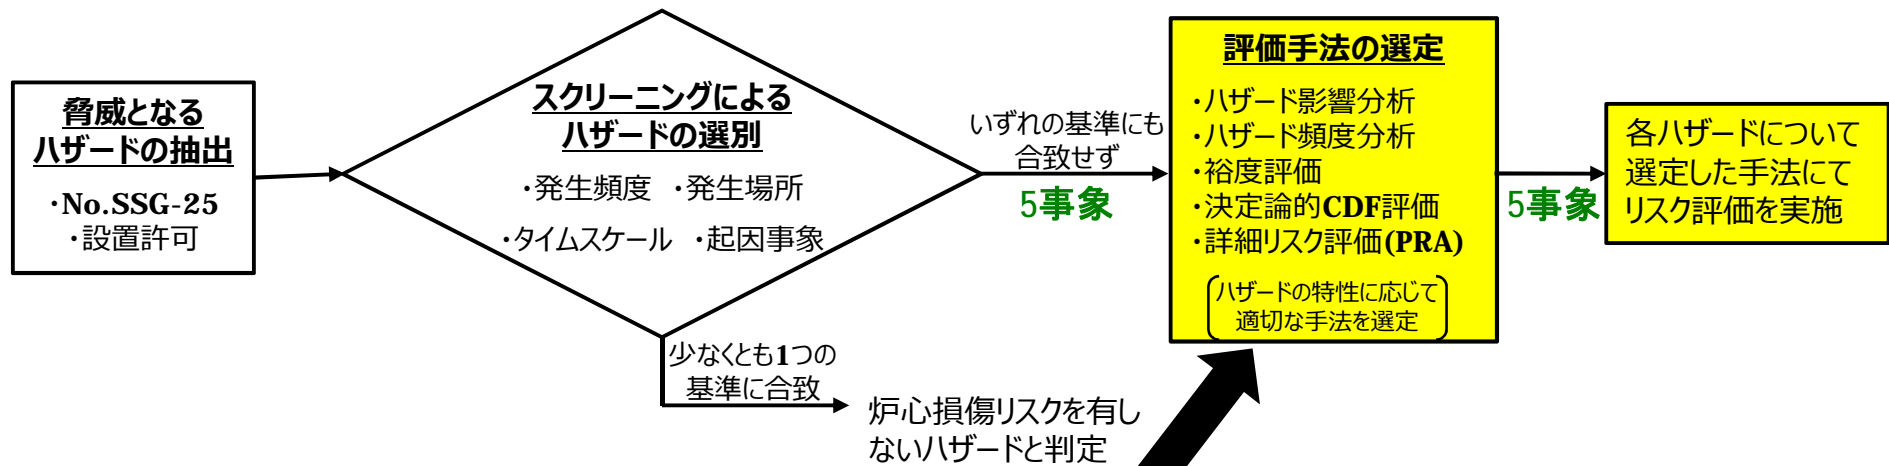 脅威となる
ハザードの抽出
・No.SSG-25
・設置許可
スクリーニングによる
ハザードの選別
・発生頻度 ・発生場所
・タイムスケール ・起因事象
いずれの基準にも
合致せず
5事象
少なくとも1つの
基準に合致
炉心損傷リスクを有し
ないハザードと判定
評価手法の選定
・ハザード影響分析
・ハザード頻度分析
・裕度評価
・決定論的CDF評価
・詳細リスク評価(PRA)
ハザードの特性に応じて
適切な手法を選定
5事象
各ハザードについて
選定した手法にて
リスク評価を実施